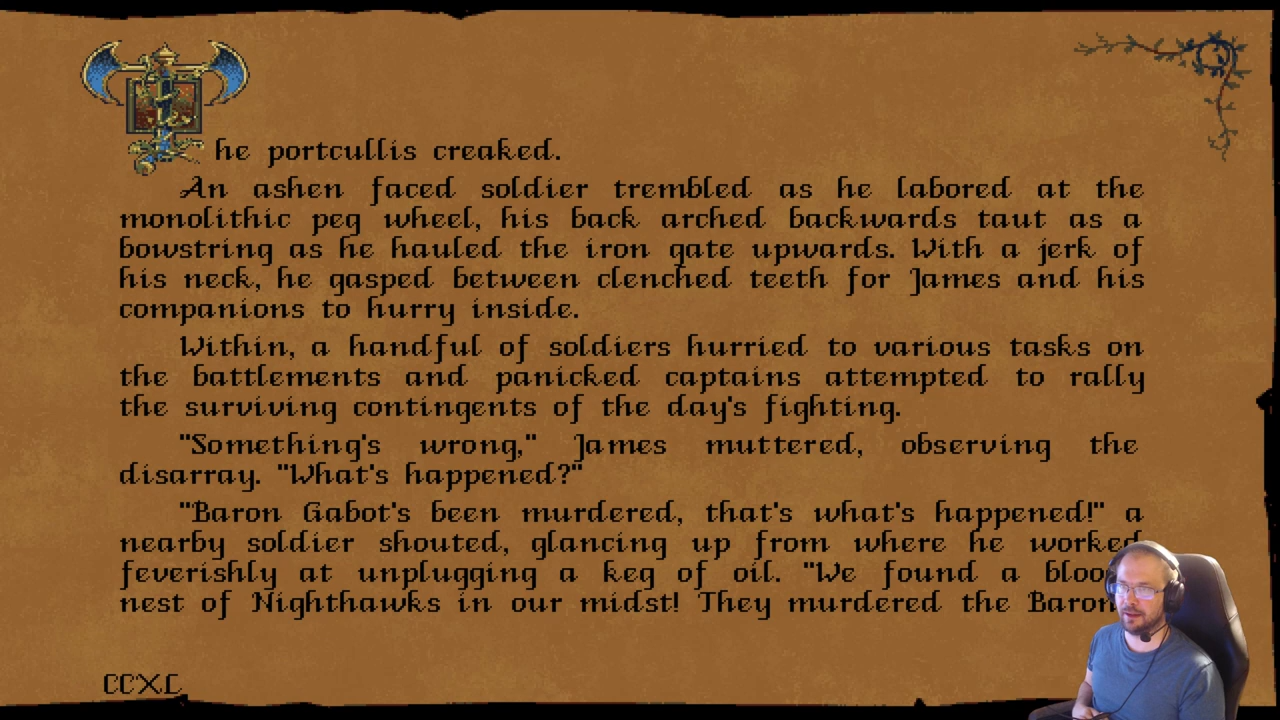 he portcullis creaked.
An ashen faced soldier trembled as he labored at the
monolithic peg wheel, his back arched backwards taut as a
bowstring as he hauled the iron gate upwards. With a jerk of
his neck, he gasped between clenched teeth for James and his
companions to hurry inside.
Within, a handful of soldiers hurried to various tasks on
the battlements and panicked captains attempted to rally
the surviving contingents of the day's fighting.
"Something's wrong," James muttered, observing the
disarray. "What's happened?"
"Baron Gabot's been murdered, that's what's happened!" a
nearby soldier shouted, glancing up from where he worked
feverishly at unplugging a keg of oil. "We found a
nest of Nighthawks in our midst! They murdered the Baron
CCXL